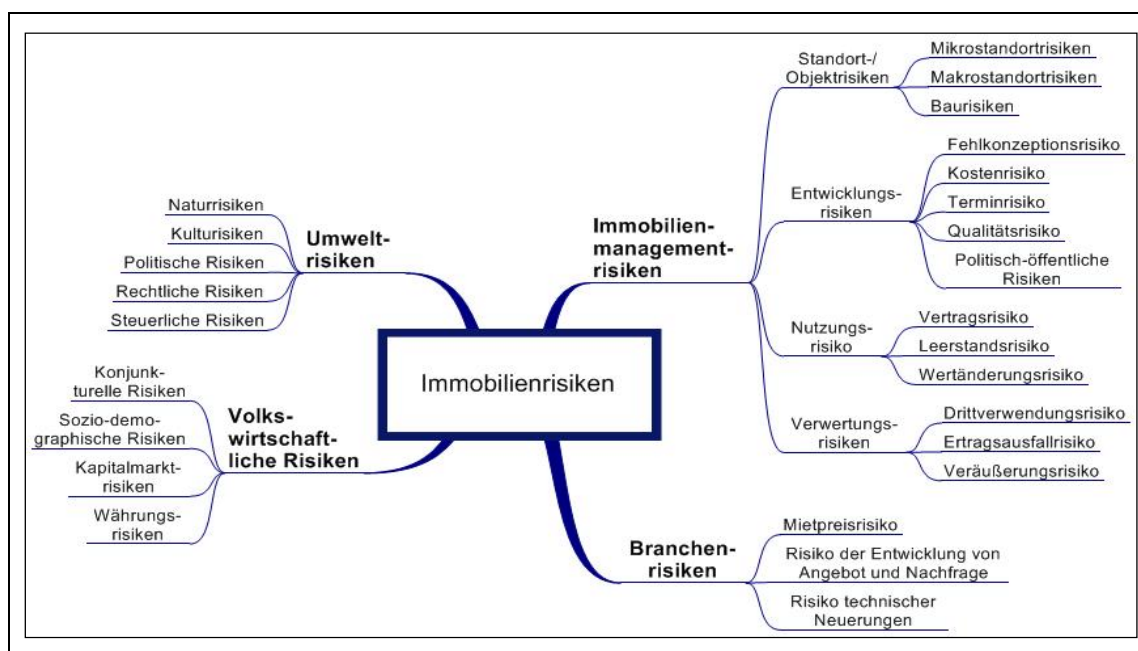 Immobilienrisiken
Umwelt-
risiken
Naturrisiken
Kulturisiken
Politische Risiken
Rechtliche Risiken
Steuerliche Risiken
Volks-
wirtschaft-
liche Risiken
Konjunk-
turelle Risiken
Sozio-demo-
graphische Risiken
Kapitalmarkt-
risiken
Währungs-
risiken
Immobilien-
management-
risiken
Standort-/
Objektrisiken
Mikrostandortrisiken
Makrostandortrisiken
Baurisiken
Entwicklungs-
risiken
Fehlkonzeptionsrisiko
Kostenrisiko
Terminrisiko
Qualitätsrisiko
Politisch-öffentliche
Risiken
Nutzungs-
risiko
Vertragsrisiko
Leerstandsrisiko
Wertänderungsrisiko
Verwertungs-
risiken
Drittverwendungsrisiko
Ertragsausfallrisiko
Veräußerungsrisiko
Branchen-
risiken
Mietpreisrisiko
Risiko der Entwicklung von
Angebot und Nachfrage
Risiko technischer
Neuerungen